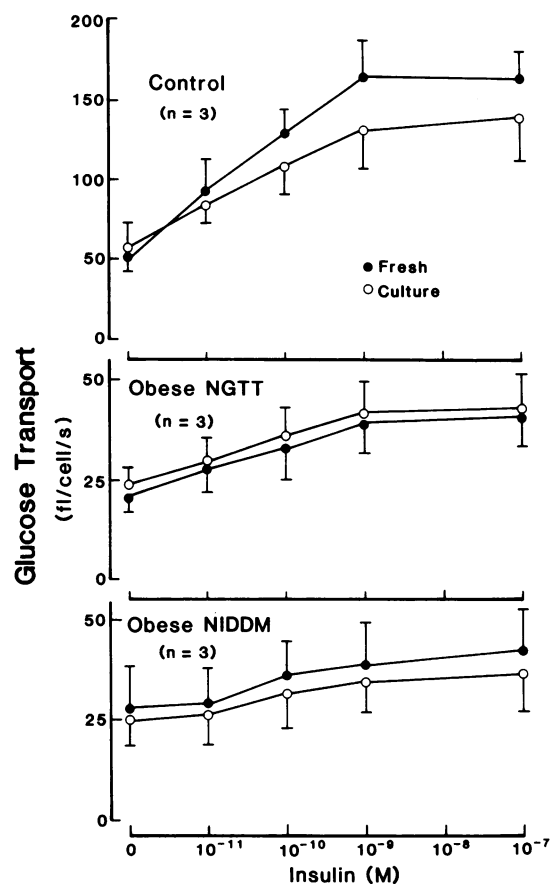 200
Control
(n = 3)
150
100
50
0
Fresh
Culture
Glucose Transport
(fl/cell/s)
50
Obese NGTT
(n = 3)
25
0
50
Obese NIDDM
(n = 3)
25
0
0 10⁻¹¹ 10⁻¹⁰ 10⁻⁹ 10⁻⁸ 10⁻⁷
Insulin (M)